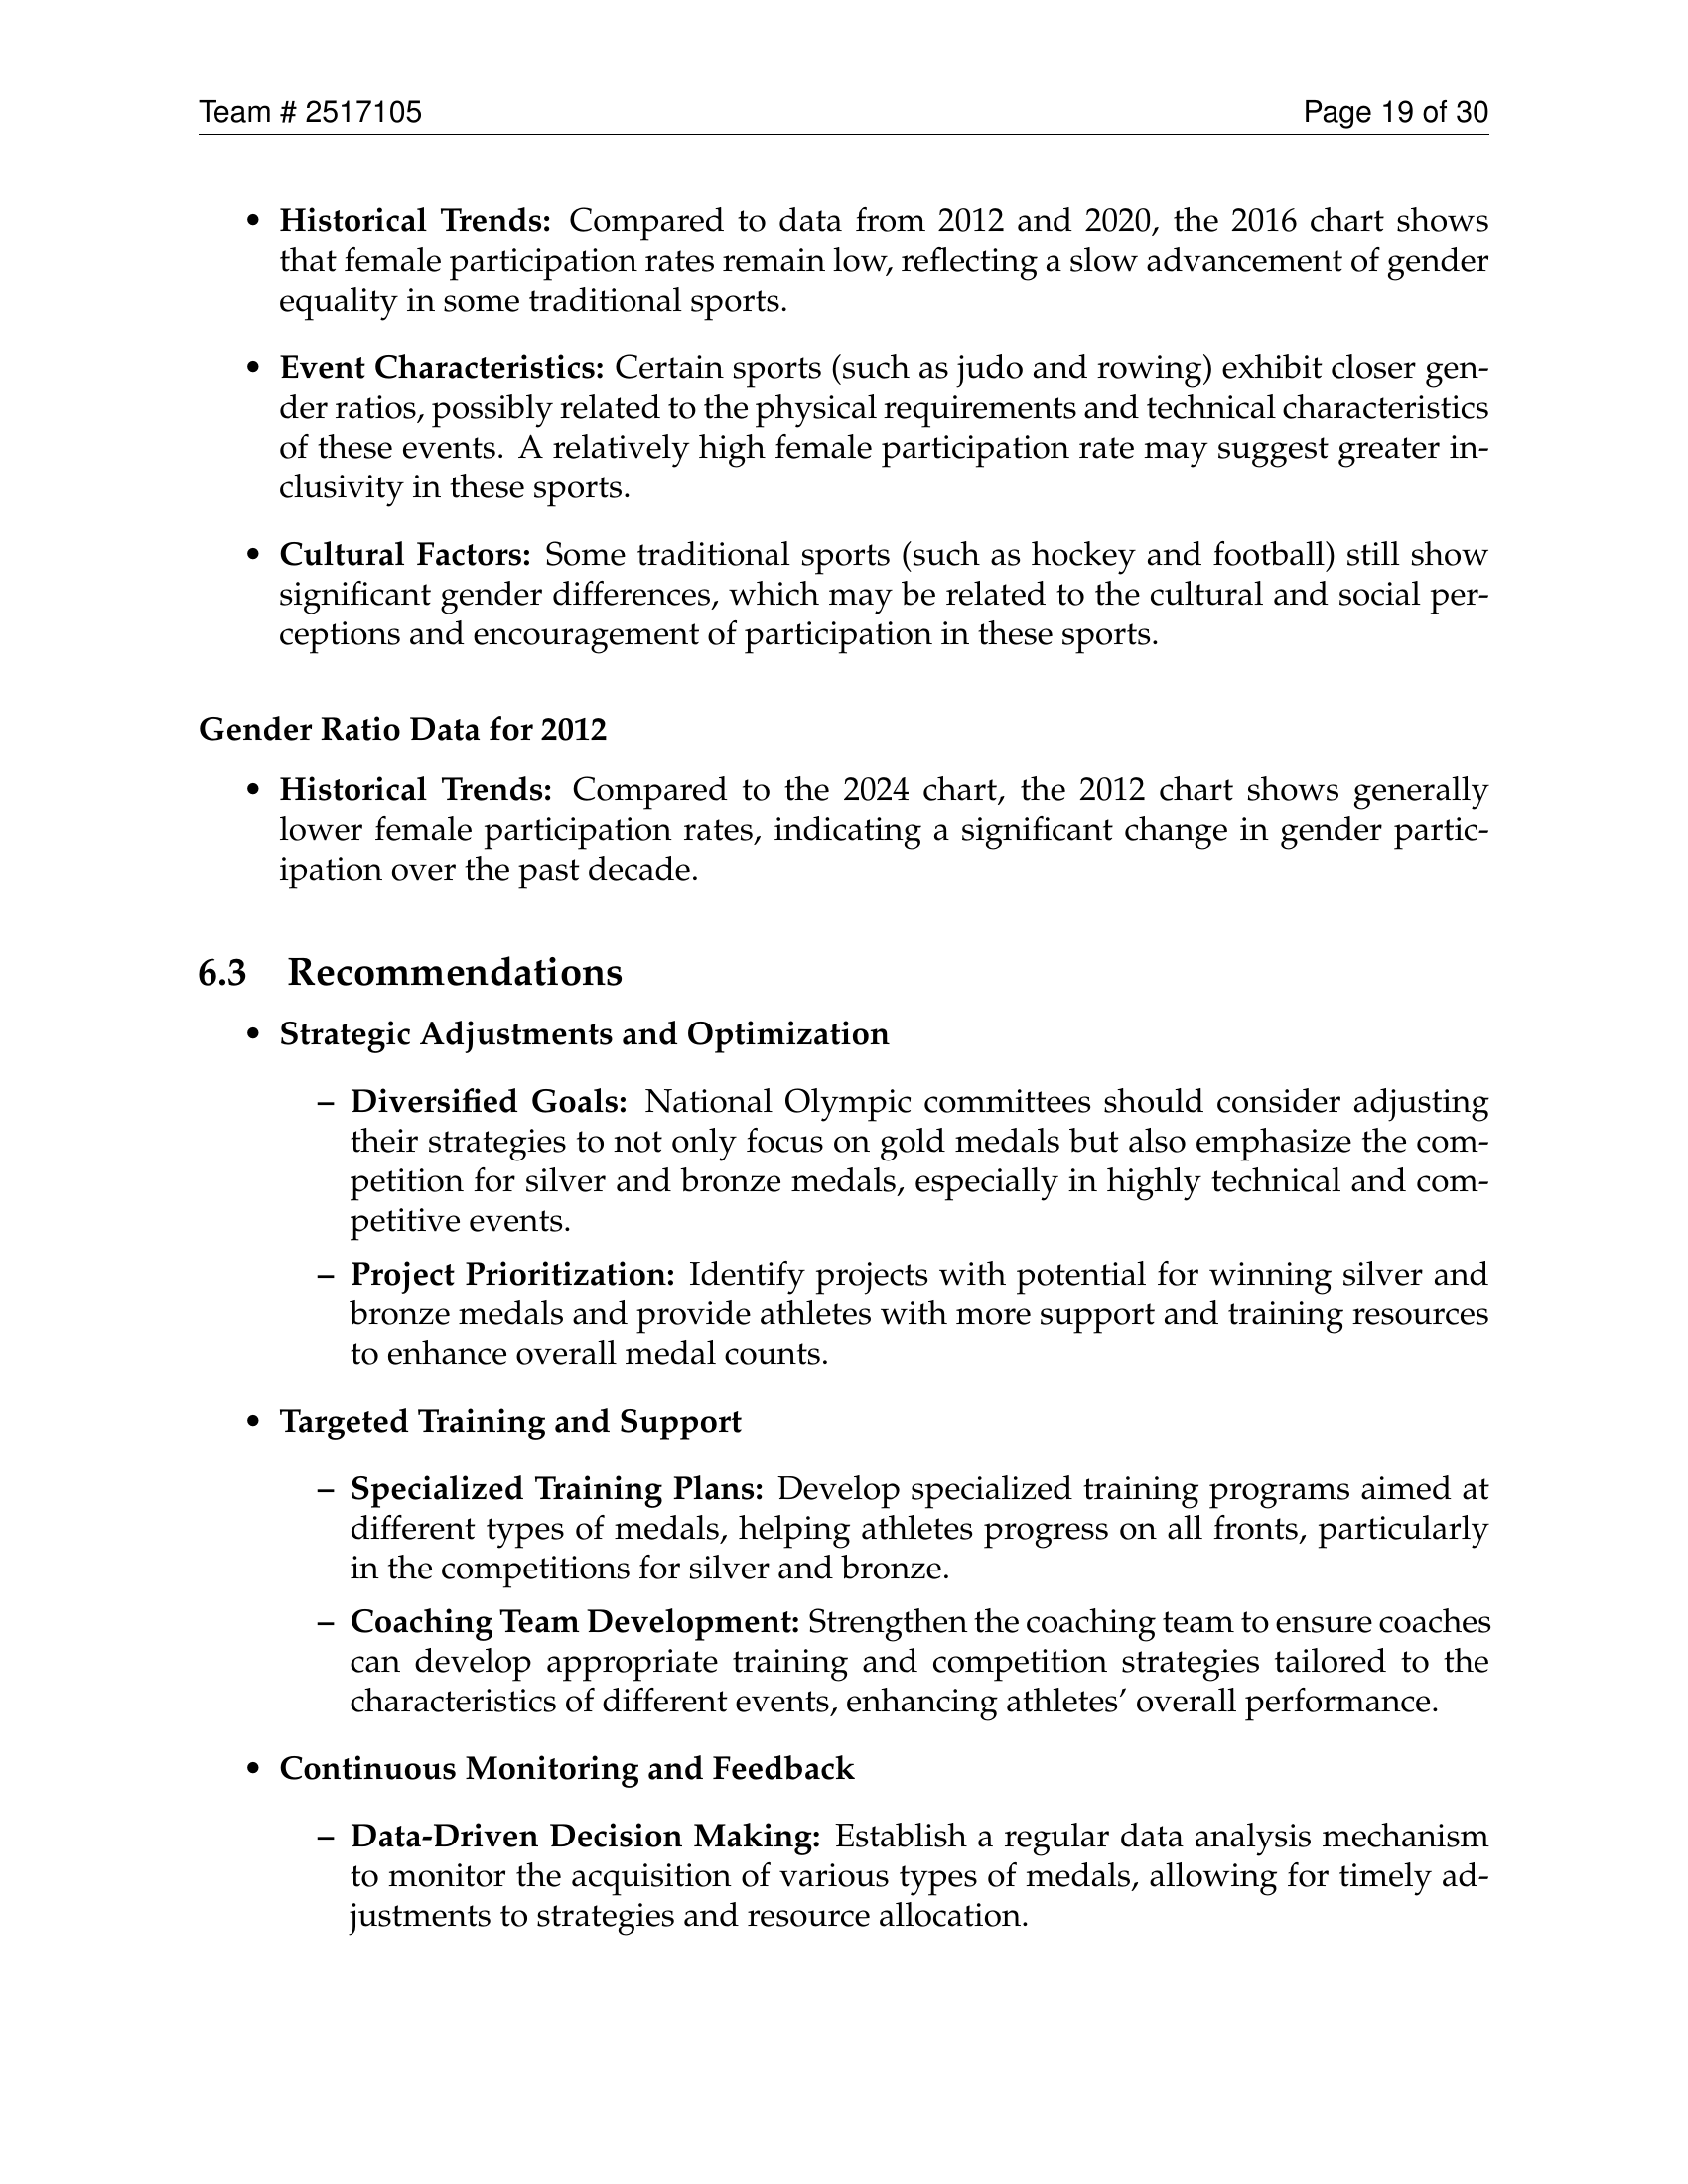 Team # 2517105 Page 19 of 30
• Historical Trends: Compared to data from 2012 and 2020, the 2016 chart shows
that female participation rates remain low, reflecting a slow advancement of gender
equality in some traditional sports.
• Event Characteristics: Certain sports (such as judo and rowing) exhibit closer gen-
der ratios, possibly related to the physical requirements and technical characteristics
of these events. A relatively high female participation rate may suggest greater in-
clusivity in these sports.
• Cultural Factors: Some traditional sports (such as hockey and football) still show
significant gender differences, which may be related to the cultural and social per-
ceptions and encouragement of participation in these sports.
Gender Ratio Data for 2012
• Historical Trends: Compared to the 2024 chart, the 2012 chart shows generally
lower female participation rates, indicating a significant change in gender partic-
ipation over the past decade.
6.3 Recommendations
• Strategic Adjustments and Optimization
– Diversified Goals: National Olympic committees should consider adjusting
their strategies to not only focus on gold medals but also emphasize the com-
petition for silver and bronze medals, especially in highly technical and com-
petitive events.
– Project Prioritization: Identify projects with potential for winning silver and
bronze medals and provide athletes with more support and training resources
to enhance overall medal counts.
• Targeted Training and Support
– Specialized Training Plans: Develop specialized training programs aimed at
different types of medals, helping athletes progress on all fronts, particularly
in the competitions for silver and bronze.
– Coaching Team Development: Strengthen the coaching team to ensure coaches
can develop appropriate training and competition strategies tailored to the
characteristics of different events, enhancing athletes’ overall performance.
• Continuous Monitoring and Feedback
– Data-Driven Decision Making: Establish a regular data analysis mechanism
to monitor the acquisition of various types of medals, allowing for timely ad-
justments to strategies and resource allocation.